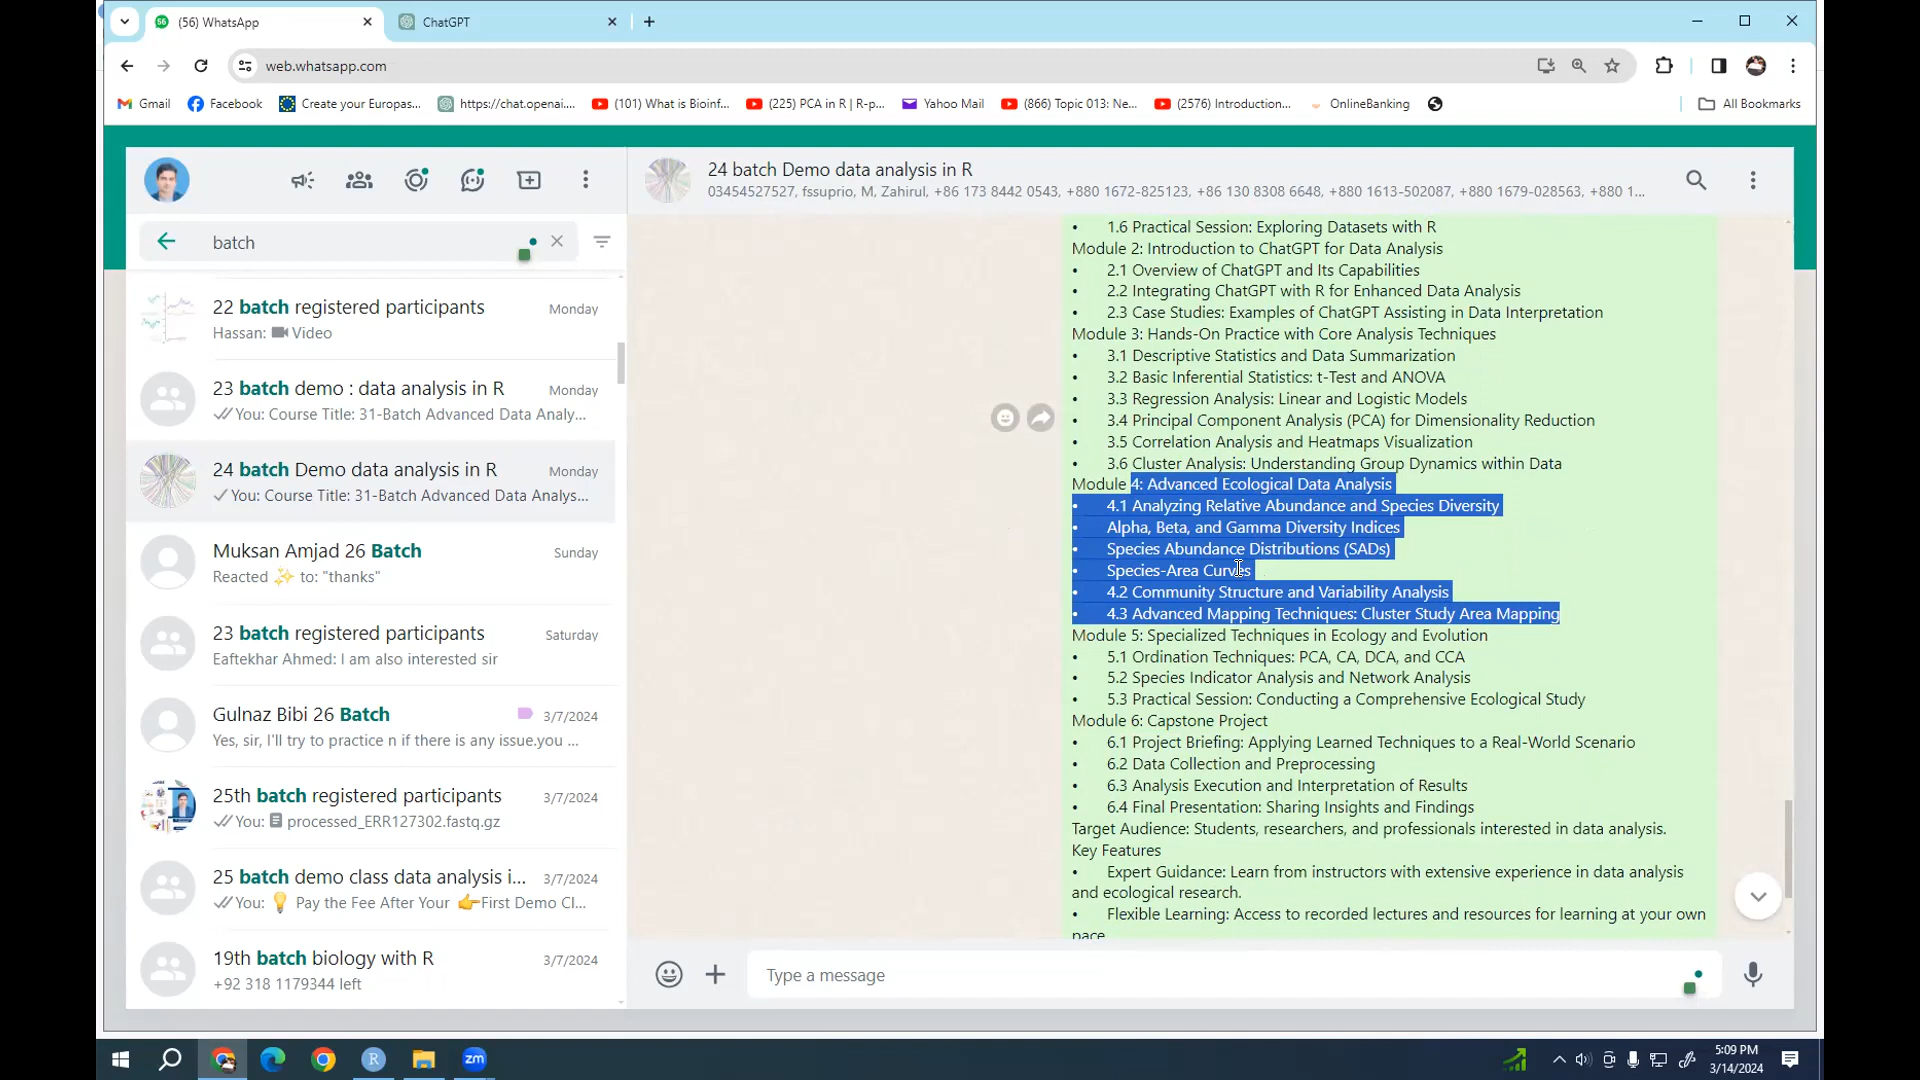 (56) WhatsApp
ChatGPT
web.whatsapp.com
Gmail
Facebook
Create your Europas...
https://chat.openai....
(101) What is Bioinf...
(225) PCA in R | R-p...
Yahoo Mail
(866) Topic 013: Ne...
(2576) Introduction...
OnlineBanking
All Bookmarks
batch
22 batch registered participants
Monday
Hassan: Video
23 batch demo : data analysis in R
Monday
You: Course Title: 31-Batch Advanced Data Analy...
24 batch Demo data analysis in R
Monday
You: Course Title: 31-Batch Advanced Data Analys...
Muksan Amjad 26 Batch
Sunday
Reacted ✨ to: "thanks"
23 batch registered participants
Saturday
Eaftekhar Ahmed: I am also interested sir
Gulnaz Bibi 26 Batch
3/7/2024
Yes, sir, I'll try to practice n if there is any issue.you ...
25th batch registered participants
3/7/2024
You: processed_ERR127302.fastq.gz
25 batch demo class data analysis i...
3/7/2024
You: 💡 Pay the Fee After Your 👉First Demo Cl...
19th batch biology with R
3/7/2024
+92 318 1179344 left
24 batch Demo data analysis in R
03454527527, fssuprio, M, Zahirul, +86 173 8442 0543, +880 1672-825123, +86 130 8308 6648, +880 1613-502087, +880 1679-028563, +880 1...
• 1.6 Practical Session: Exploring Datasets with R
Module 2: Introduction to ChatGPT for Data Analysis
• 2.1 Overview of ChatGPT and Its Capabilities
• 2.2 Integrating ChatGPT with R for Enhanced Data Analysis
• 2.3 Case Studies: Examples of ChatGPT Assisting in Data Interpretation
Module 3: Hands-On Practice with Core Analysis Techniques
• 3.1 Descriptive Statistics and Data Summarization
• 3.2 Basic Inferential Statistics: t-Test and ANOVA
• 3.3 Regression Analysis: Linear and Logistic Models
• 3.4 Principal Component Analysis (PCA) for Dimensionality Reduction
• 3.5 Correlation Analysis and Heatmaps Visualization
• 3.6 Cluster Analysis: Understanding Group Dynamics within Data
Module 4: Advanced Ecological Data Analysis
• 4.1 Analyzing Relative Abundance and Species Diversity
• Alpha, Beta, and Gamma Diversity Indices
• Species Abundance Distributions (SADs)
• Species-Area Curves
• 4.2 Community Structure and Variability Analysis
• 4.3 Advanced Mapping Techniques: Cluster Study Area Mapping
Module 5: Specialized Techniques in Ecology and Evolution
• 5.1 Ordination Techniques: PCA, CA, DCA, and CCA
• 5.2 Species Indicator Analysis and Network Analysis
• 5.3 Practical Session: Conducting a Comprehensive Ecological Study
Module 6: Capstone Project
• 6.1 Project Briefing: Applying Learned Techniques to a Real-World Scenario
• 6.2 Data Collection and Preprocessing
• 6.3 Analysis Execution and Interpretation of Results
• 6.4 Final Presentation: Sharing Insights and Findings
Target Audience: Students, researchers, and professionals interested in data analysis.
Key Features
• Expert Guidance: Learn from instructors with extensive experience in data analysis
and ecological research.
• Flexible Learning: Access to recorded lectures and resources for learning at your own
pace
Type a message
R
zm
5:09 PM
3/14/2024